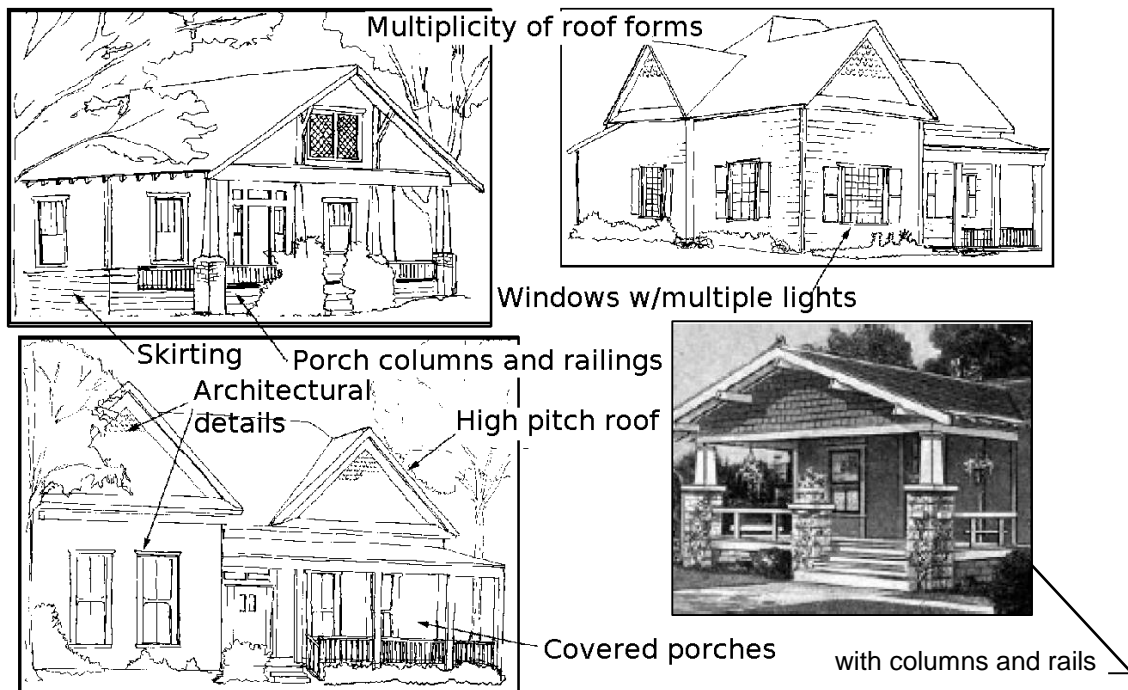 Multiplicity of roof forms
Windows w/multiple lights
Skirting
Porch columns and railings
Architectural
details
High pitch roof
Covered porches
with columns and rails